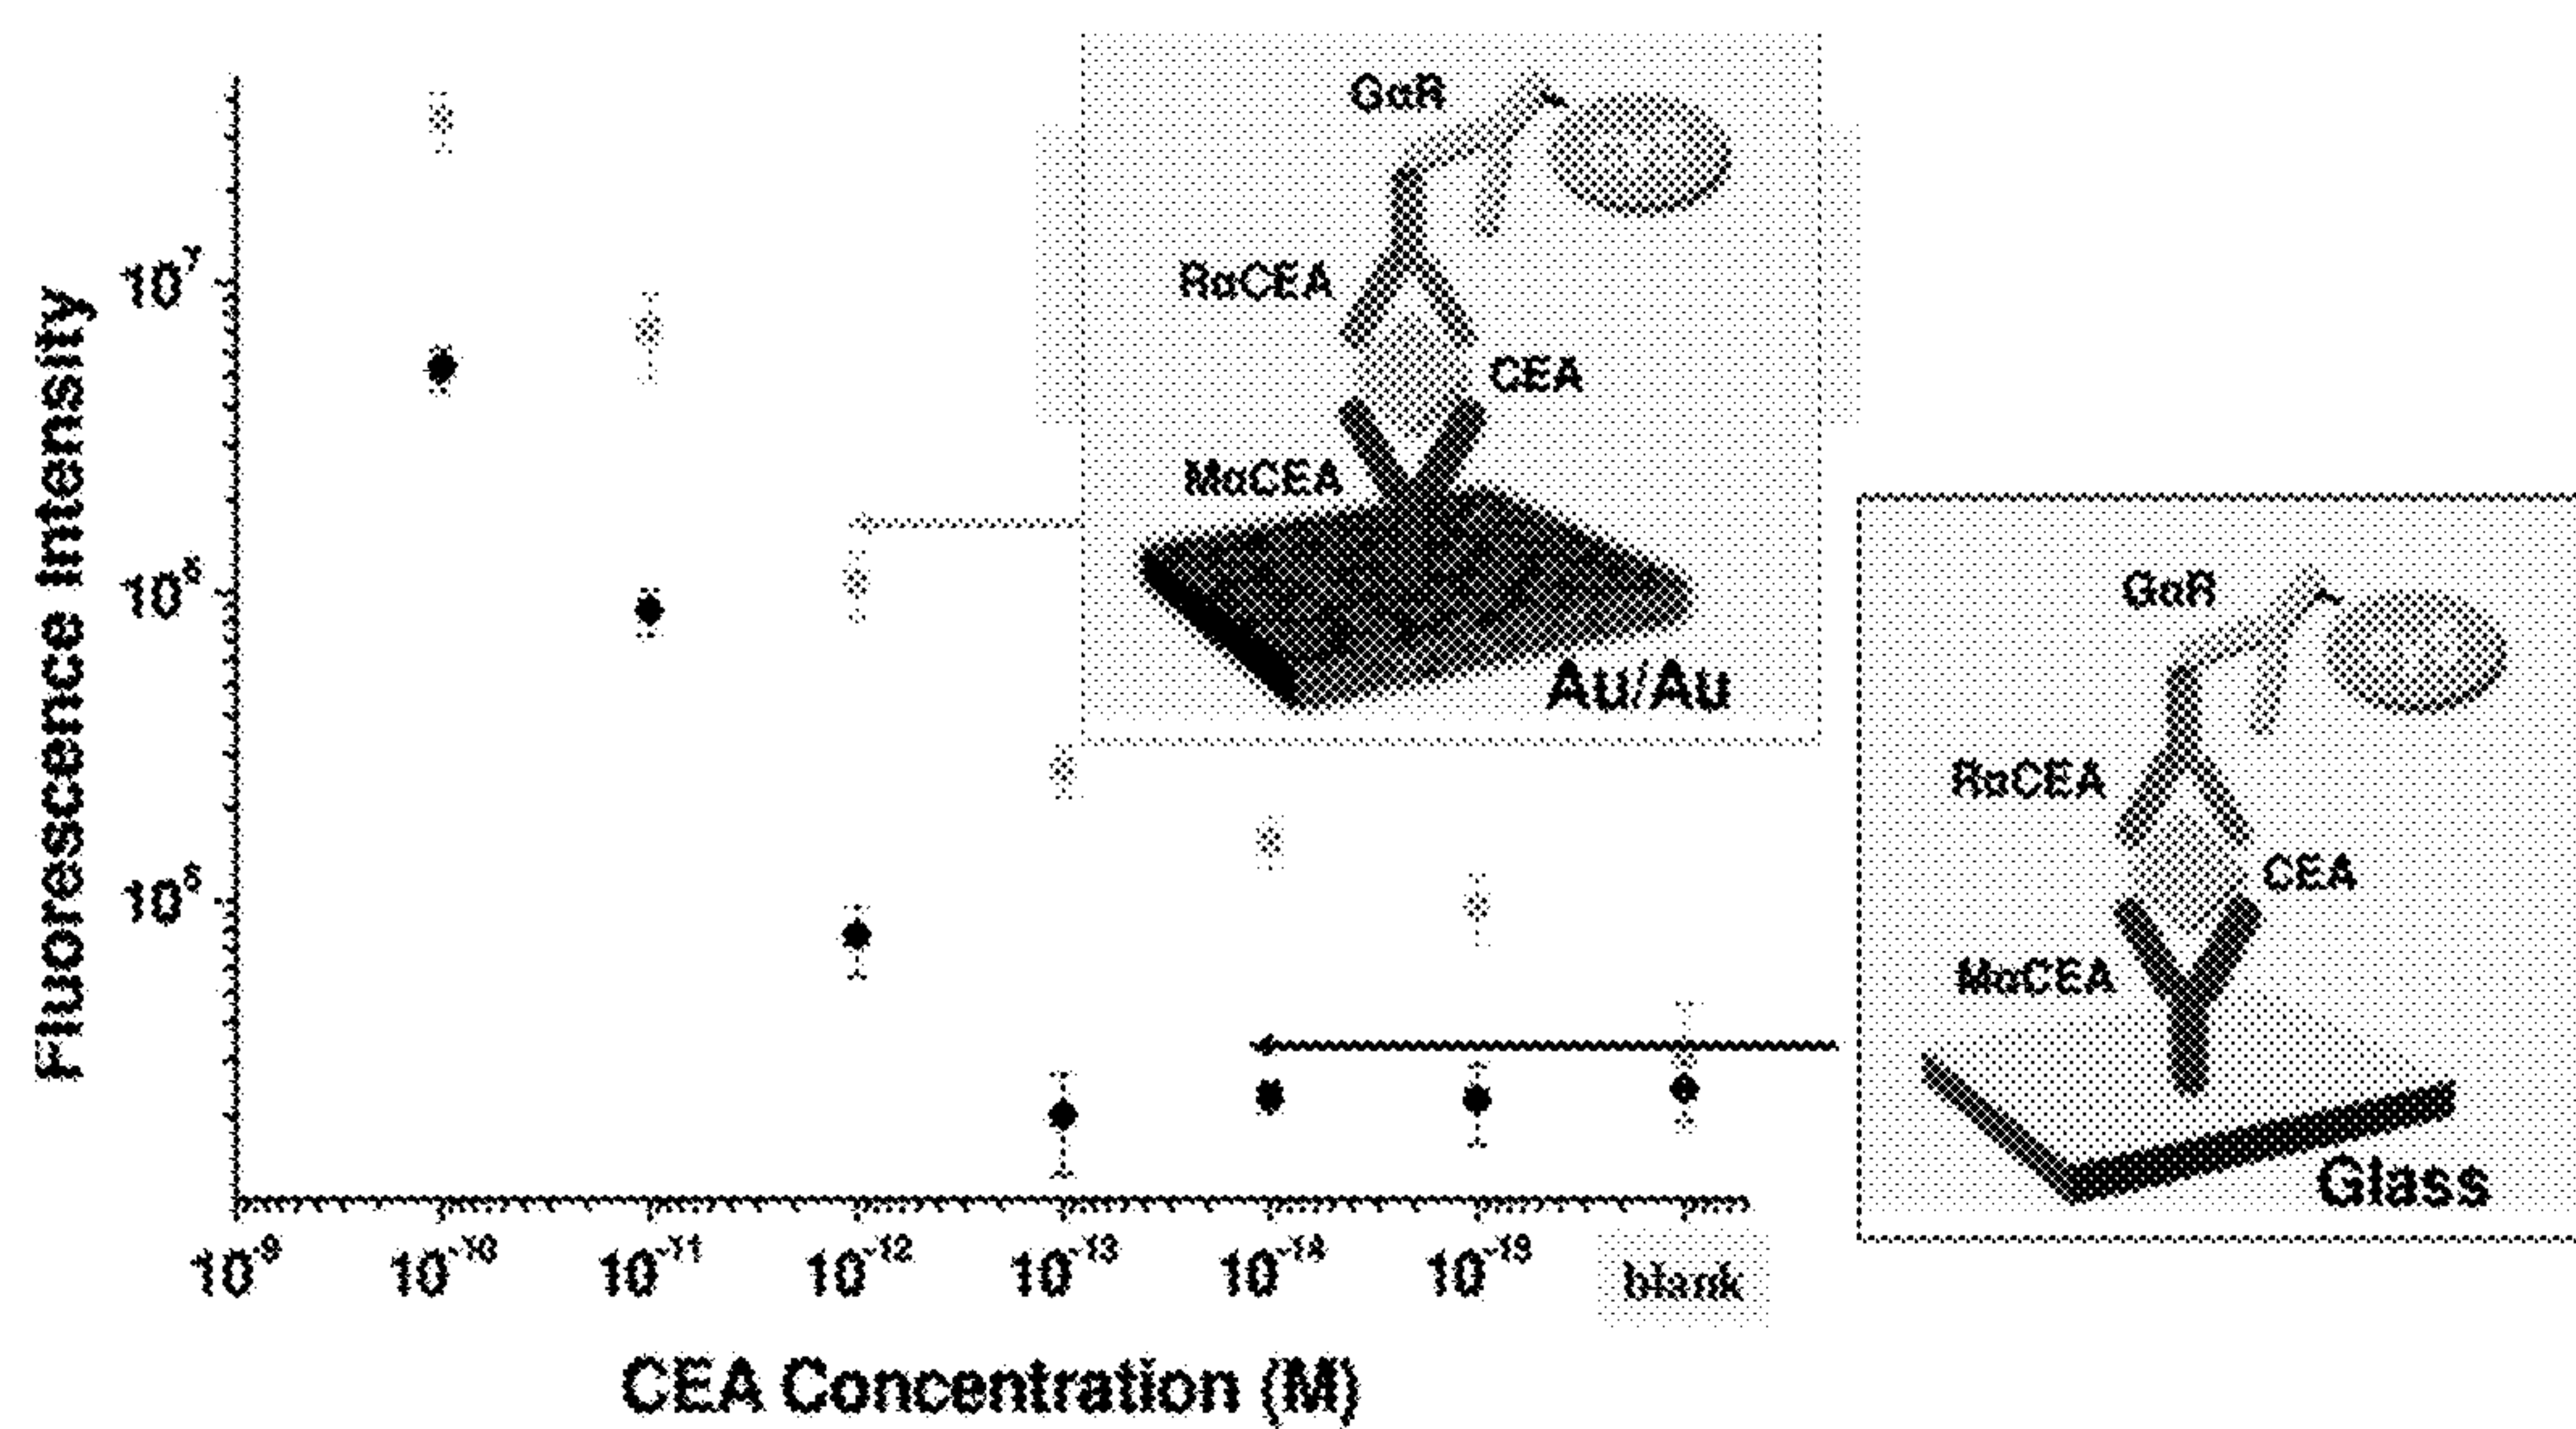 Fluorescence Intensity
10⁷
10⁶
10⁵
10⁻⁹ 10⁻¹⁰ 10⁻¹¹ 10⁻¹² 10⁻¹³ 10⁻¹⁴ 10⁻¹⁵ blank
CEA Concentration (M)
GαR
RαCEA
CEA
MαCEA
Au/Au
GαR
RαCEA
CEA
MαCEA
Glass